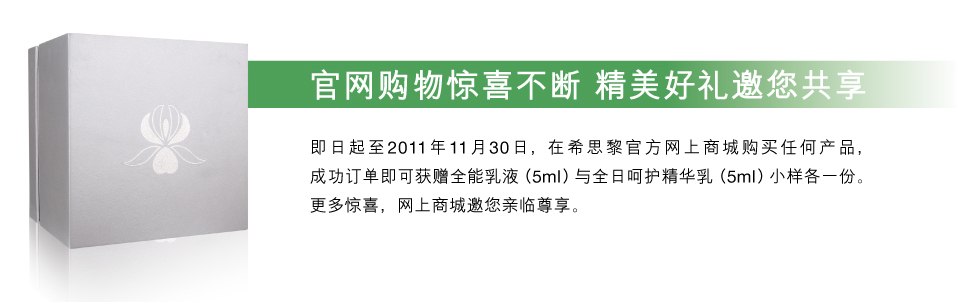 官网购物惊喜不断 精美好礼邀您共享
即日起至2011年11月30日，在希思黎官方网上商城购买任何产品，
成功订单即可获赠全能乳液（5ml）与全日呵护精华乳（5ml）小样各一份。
更多惊喜，网上商城邀您亲临尊享。